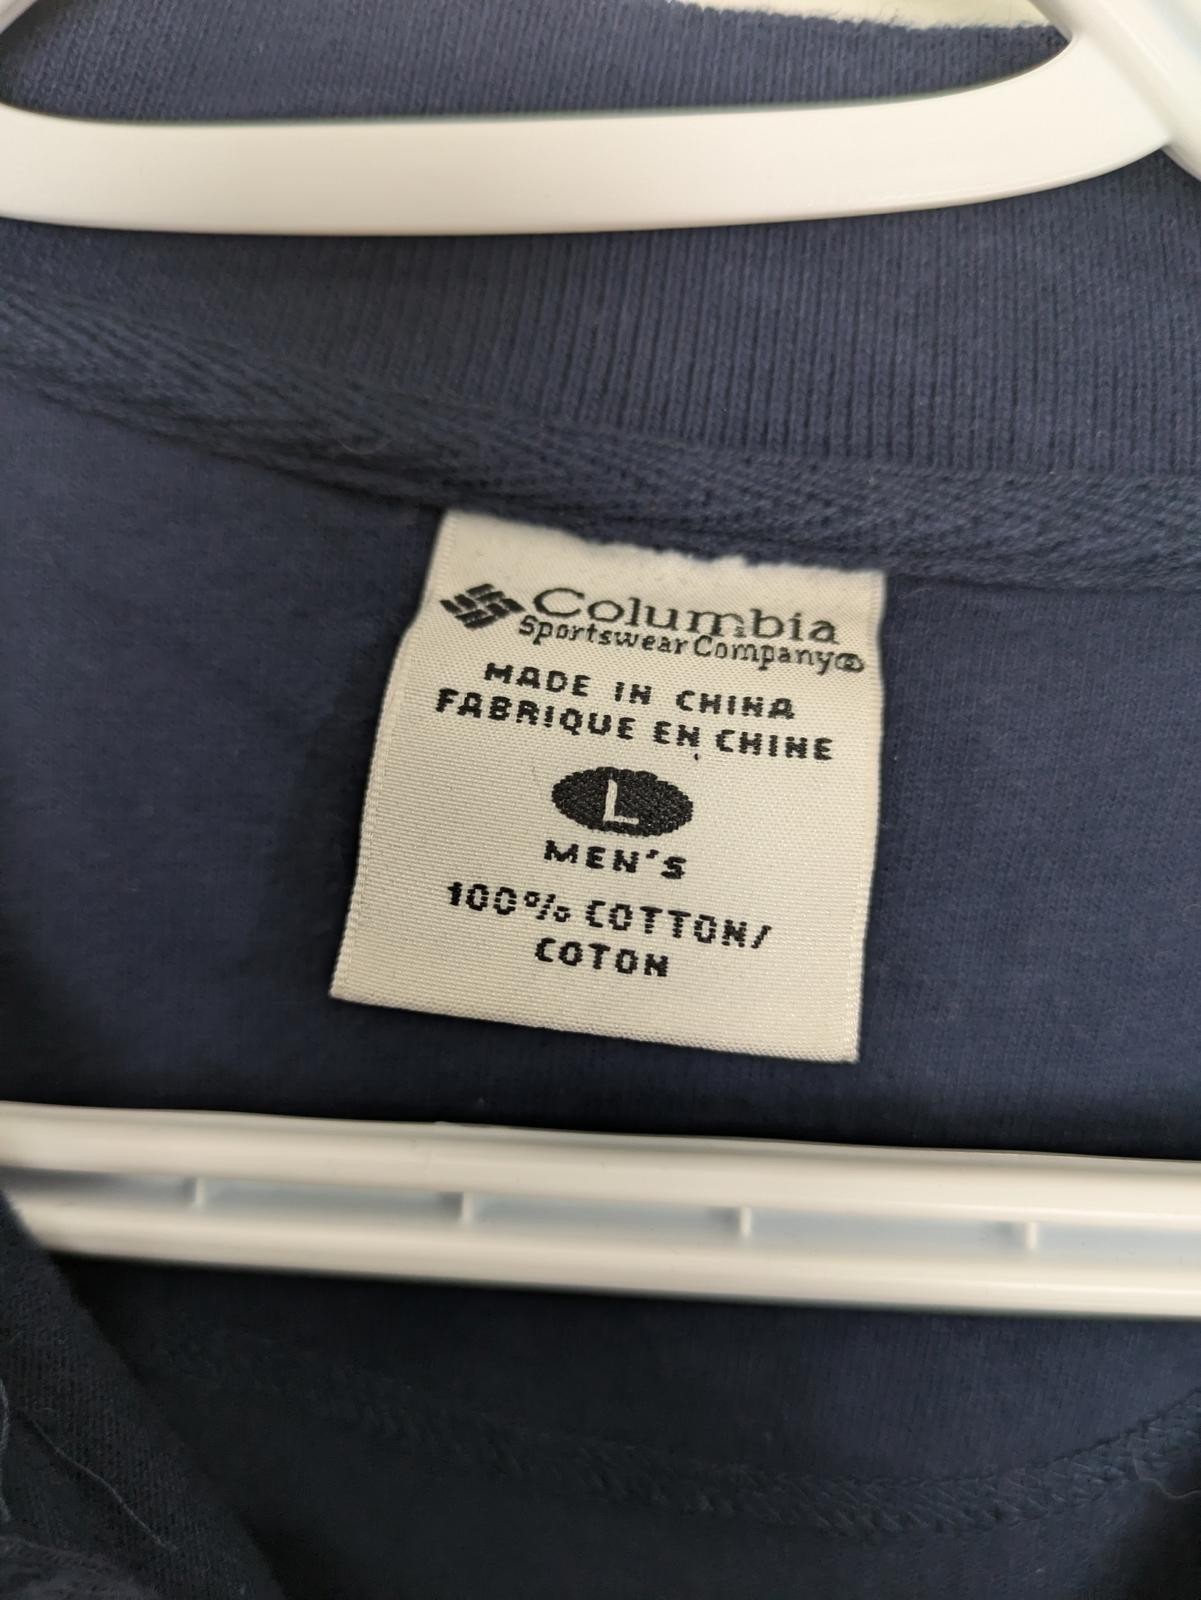 Columbia
Sportswear Company®
MADE IN CHINA
FABRIQUE EN CHINE
L
MEN'S
100% COTTON/
COTON